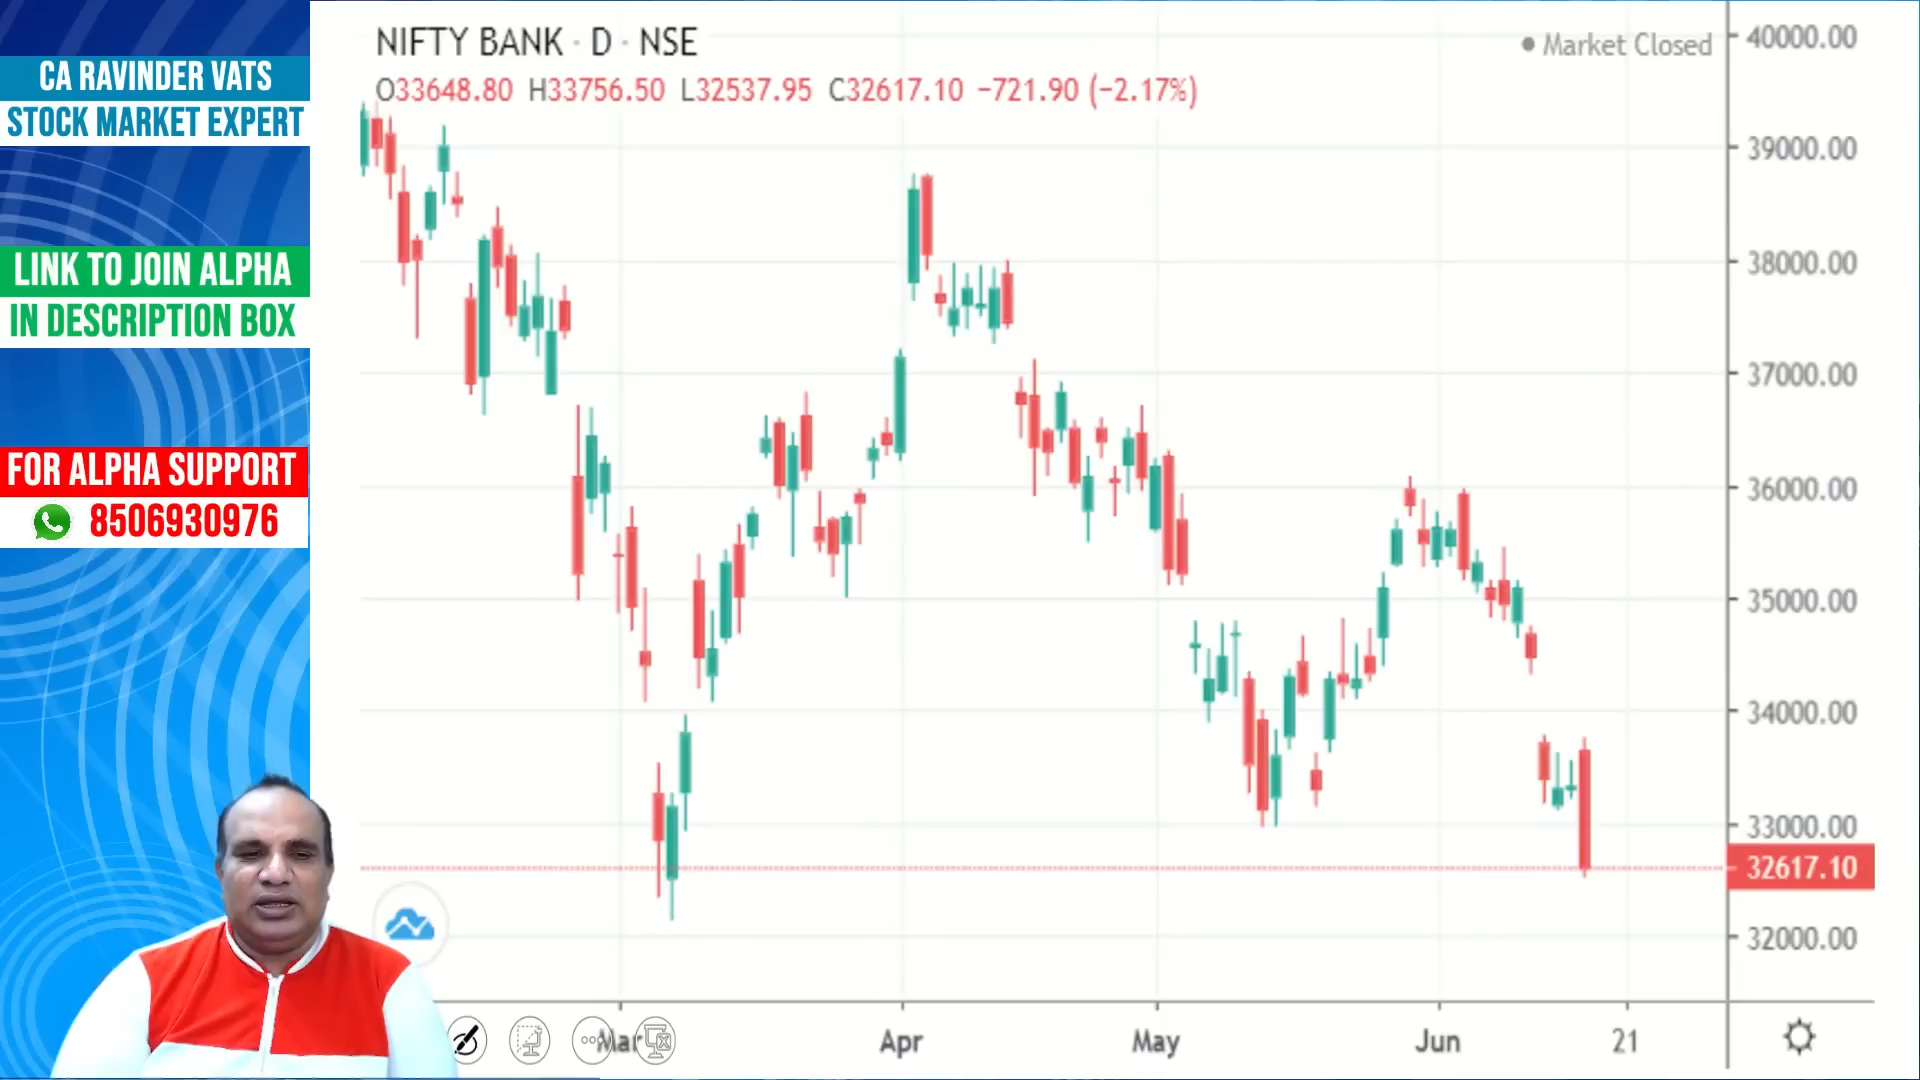 CA RAVINDER VATS
STOCK MARKET EXPERT
LINK TO JOIN ALPHA
IN DESCRIPTION BOX
FOR ALPHA SUPPORT
8506930976
NIFTY BANK · D · NSE
Market Closed
O33648.80 H33756.50 L32537.95 C32617.10 −721.90 (−2.17%)
40000.00
39000.00
38000.00
37000.00
36000.00
35000.00
34000.00
33000.00
32617.10
32000.00
Mar Apr May Jun 21